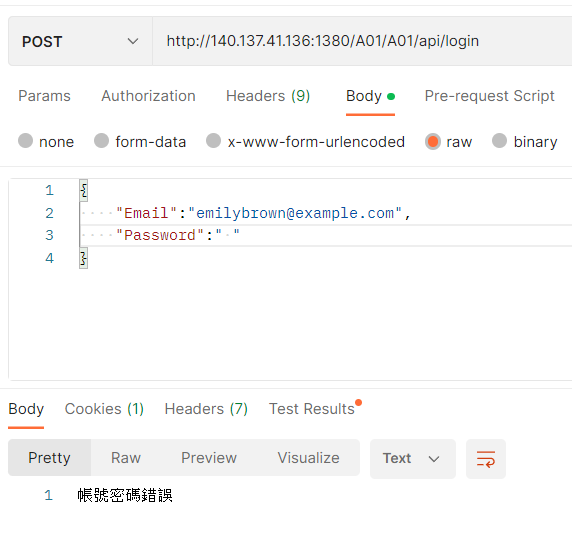 POST http://140.137.41.136:1380/A01/A01/api/login
Params Authorization Headers (9) Body Pre-request Script
none form-data x-www-form-urlencoded raw binary
1 {
2 "Email":"emilybrown@example.com",
3 "Password":" "
4 }
Body Cookies (1) Headers (7) Test Results
Pretty Raw Preview Visualize Text
1 帳號密碼錯誤